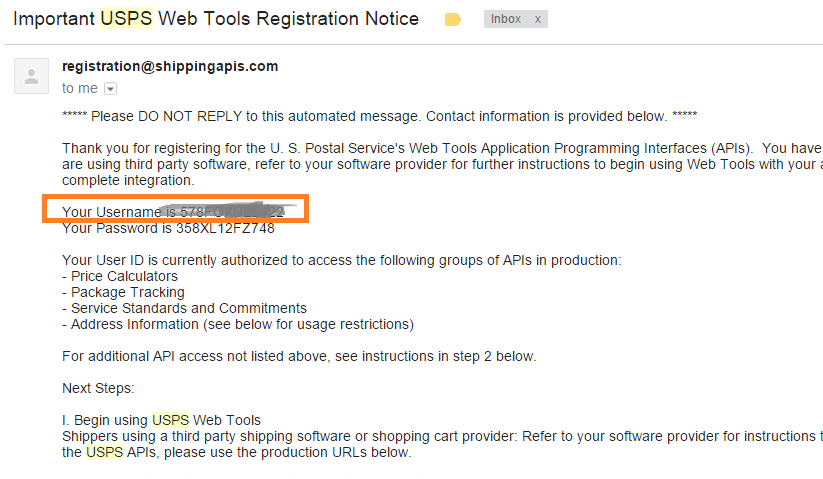 Important USPS Web Tools Registration Notice
Inbox x
registration@shippingapis.com
to me
***** Please DO NOT REPLY to this automated message. Contact information is provided below. *****
Thank you for registering for the U. S. Postal Service's Web Tools Application Programming Interfaces (APIs).  You have
are using third party software, refer to your software provider for further instructions to begin using Web Tools with your a
complete integration.
Your Username is
Your Password is 358XL12FZ748
Your User ID is currently authorized to access the following groups of APIs in production:
- Price Calculators
- Package Tracking
- Service Standards and Commitments
- Address Information (see below for usage restrictions)
For additional API access not listed above, see instructions in step 2 below.
Next Steps:
I. Begin using USPS Web Tools
Shippers using a third party shipping software or shopping cart provider: Refer to your software provider for instructions t
the USPS APIs, please use the production URLs below.